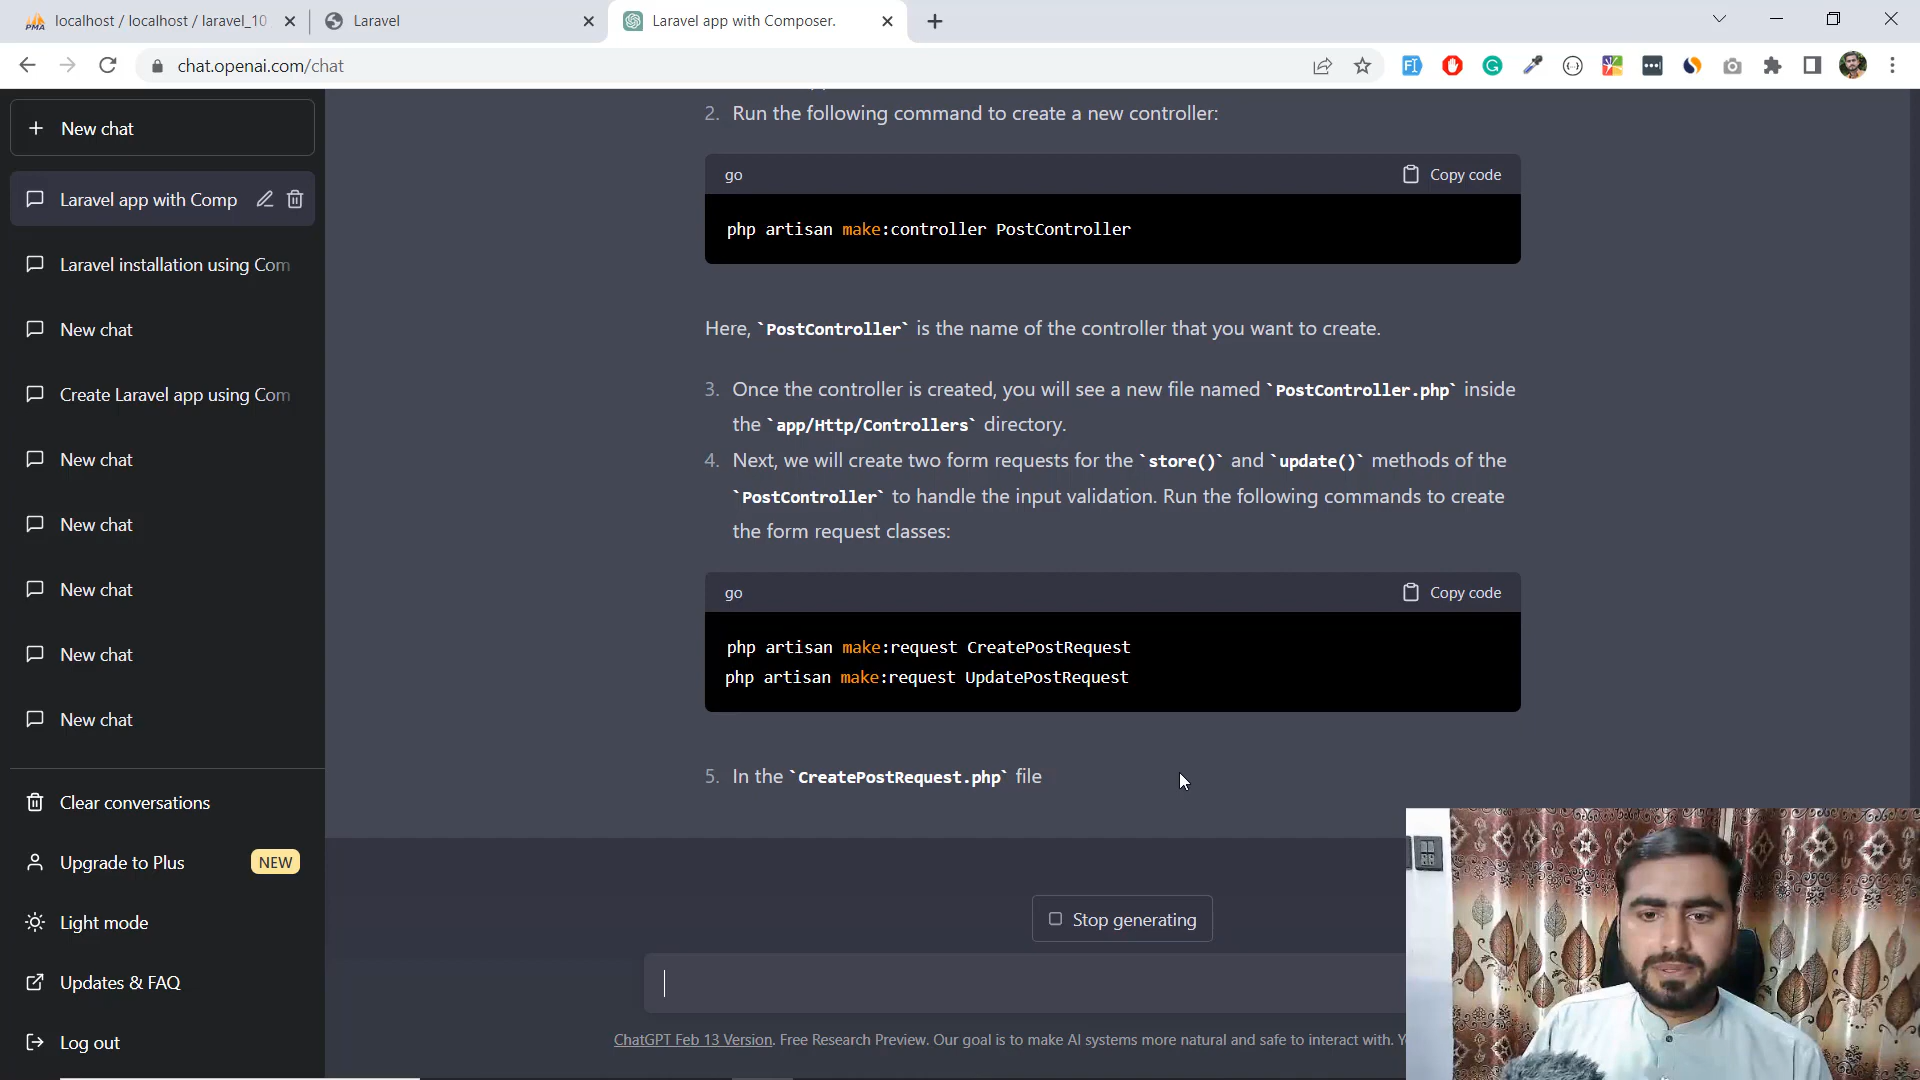 PMA
localhost / localhost / laravel_10
Laravel
Laravel app with Composer.
chat.openai.com/chat
New chat
Laravel app with Comp
Laravel installation using Com
New chat
Create Laravel app using Com
New chat
New chat
New chat
New chat
New chat
Clear conversations
Upgrade to Plus
NEW
Light mode
Updates & FAQ
Log out
2. Run the following command to create a new controller:
go
Copy code
php artisan make:controller PostController
Here, `PostController` is the name of the controller that you want to create.
3. Once the controller is created, you will see a new file named `PostController.php` inside
the `app/Http/Controllers` directory.
4. Next, we will create two form requests for the `store()` and `update()` methods of the
`PostController` to handle the input validation. Run the following commands to create
the form request classes:
go
Copy code
php artisan make:request CreatePostRequest
php artisan make:request UpdatePostRequest
5. In the `CreatePostRequest.php` file
Stop generating
ChatGPT Feb 13 Version. Free Research Preview. Our goal is to make AI systems more natural and safe to interact with.